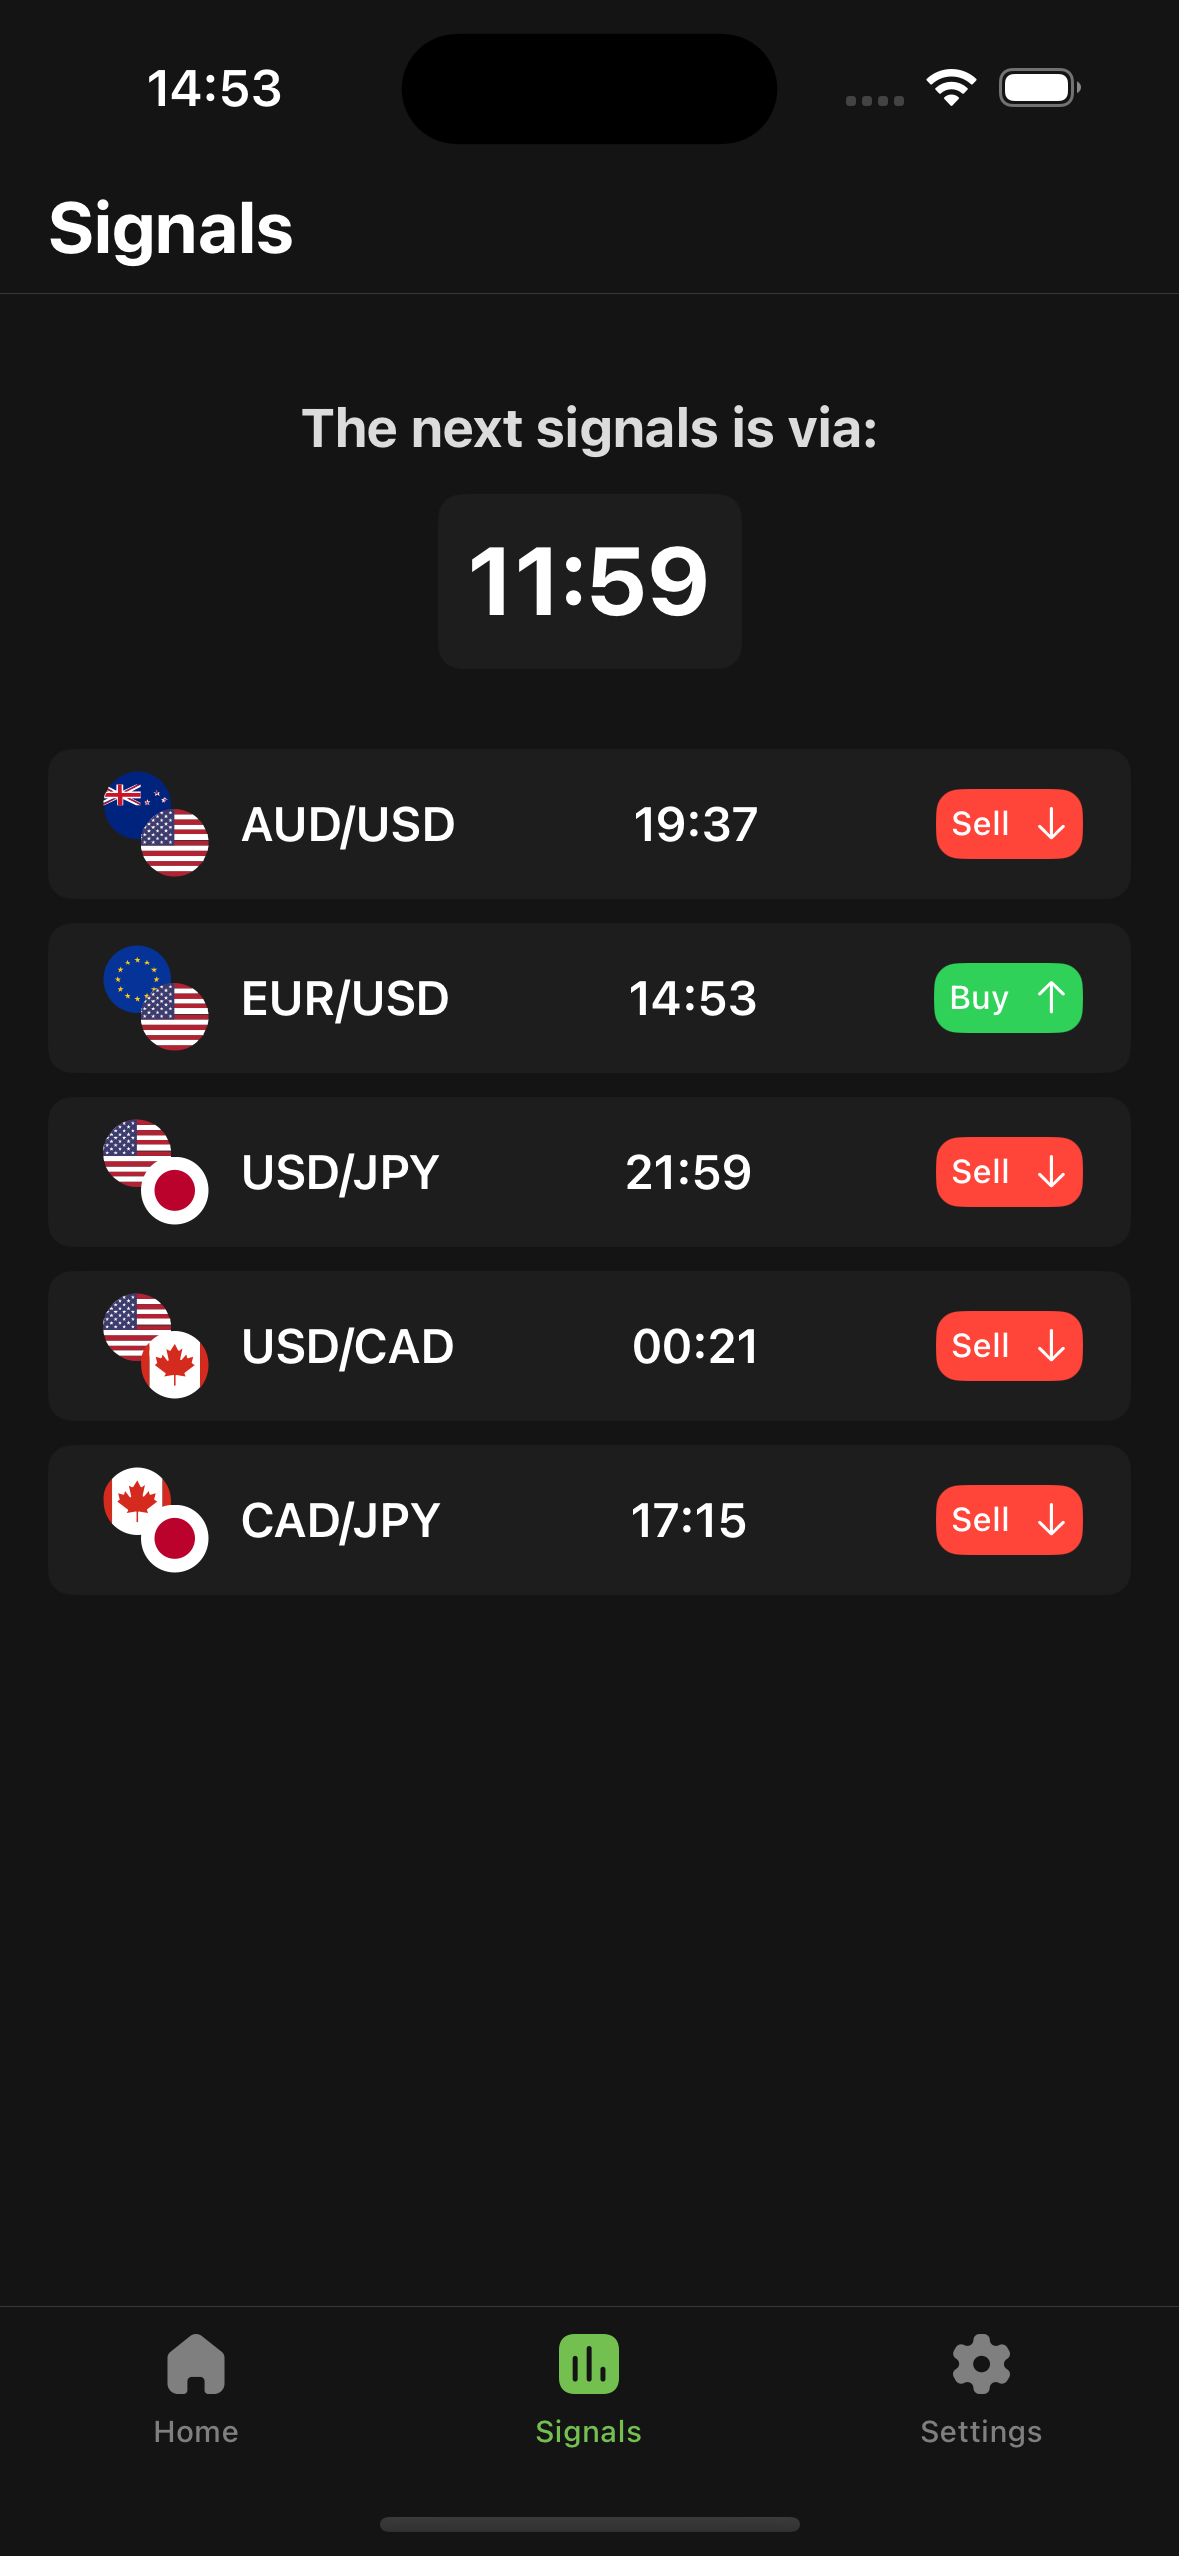 14:53
Signals
The next signals is via:
11:59
AUD/USD 19:37 Sell
EUR/USD 14:53 Buy
USD/JPY 21:59 Sell
USD/CAD 00:21 Sell
CAD/JPY 17:15 Sell
Home Signals Settings